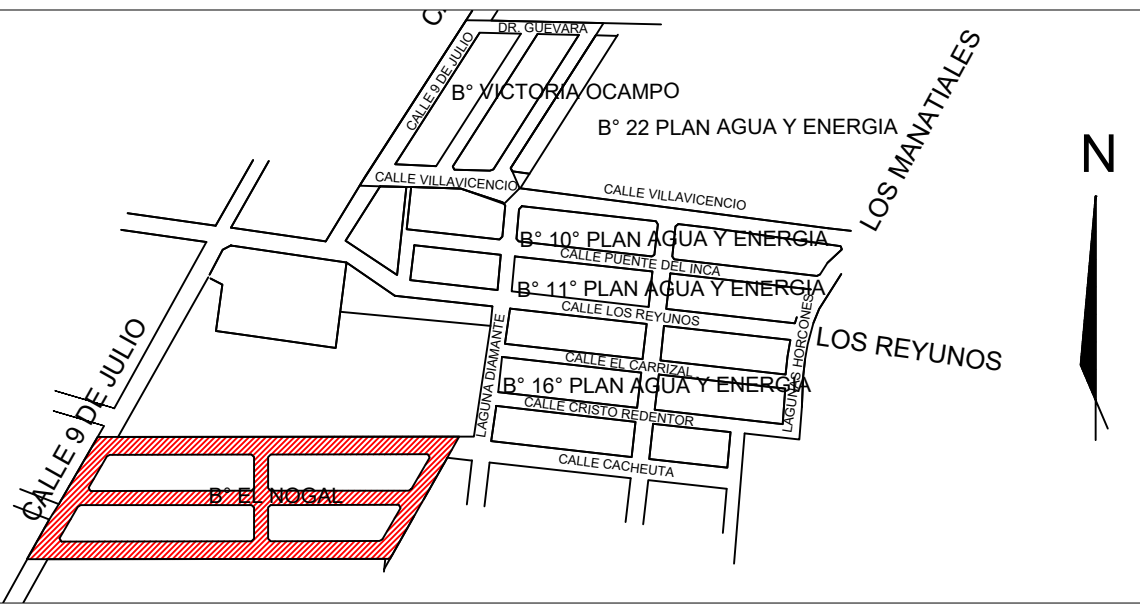 C
DR. GUEVARA
CALLE 9 DE JULIO
B° VICTORIA OCAMPO
B° 22 PLAN AGUA Y ENERGIA
LOS MANATIALES
N
CALLE VILLAVICENCIO
CALLE VILLAVICENCIO
B° 10° PLAN AGUA Y ENERGIA
CALLE PUENTE DEL INCA
B° 11° PLAN AGUA Y ENERGIA
CALLE LOS REYUNOS
LOS REYUNOS
LAGUNA DIAMANTE
LAGUNAS HORCONES
CALLE EL CARRIZAL
B° 16° PLAN AGUA Y ENERGIA
CALLE CRISTO REDENTOR
CALLE CACHEUTA
CALLE 9 DE JULIO
B° EL NOGAL